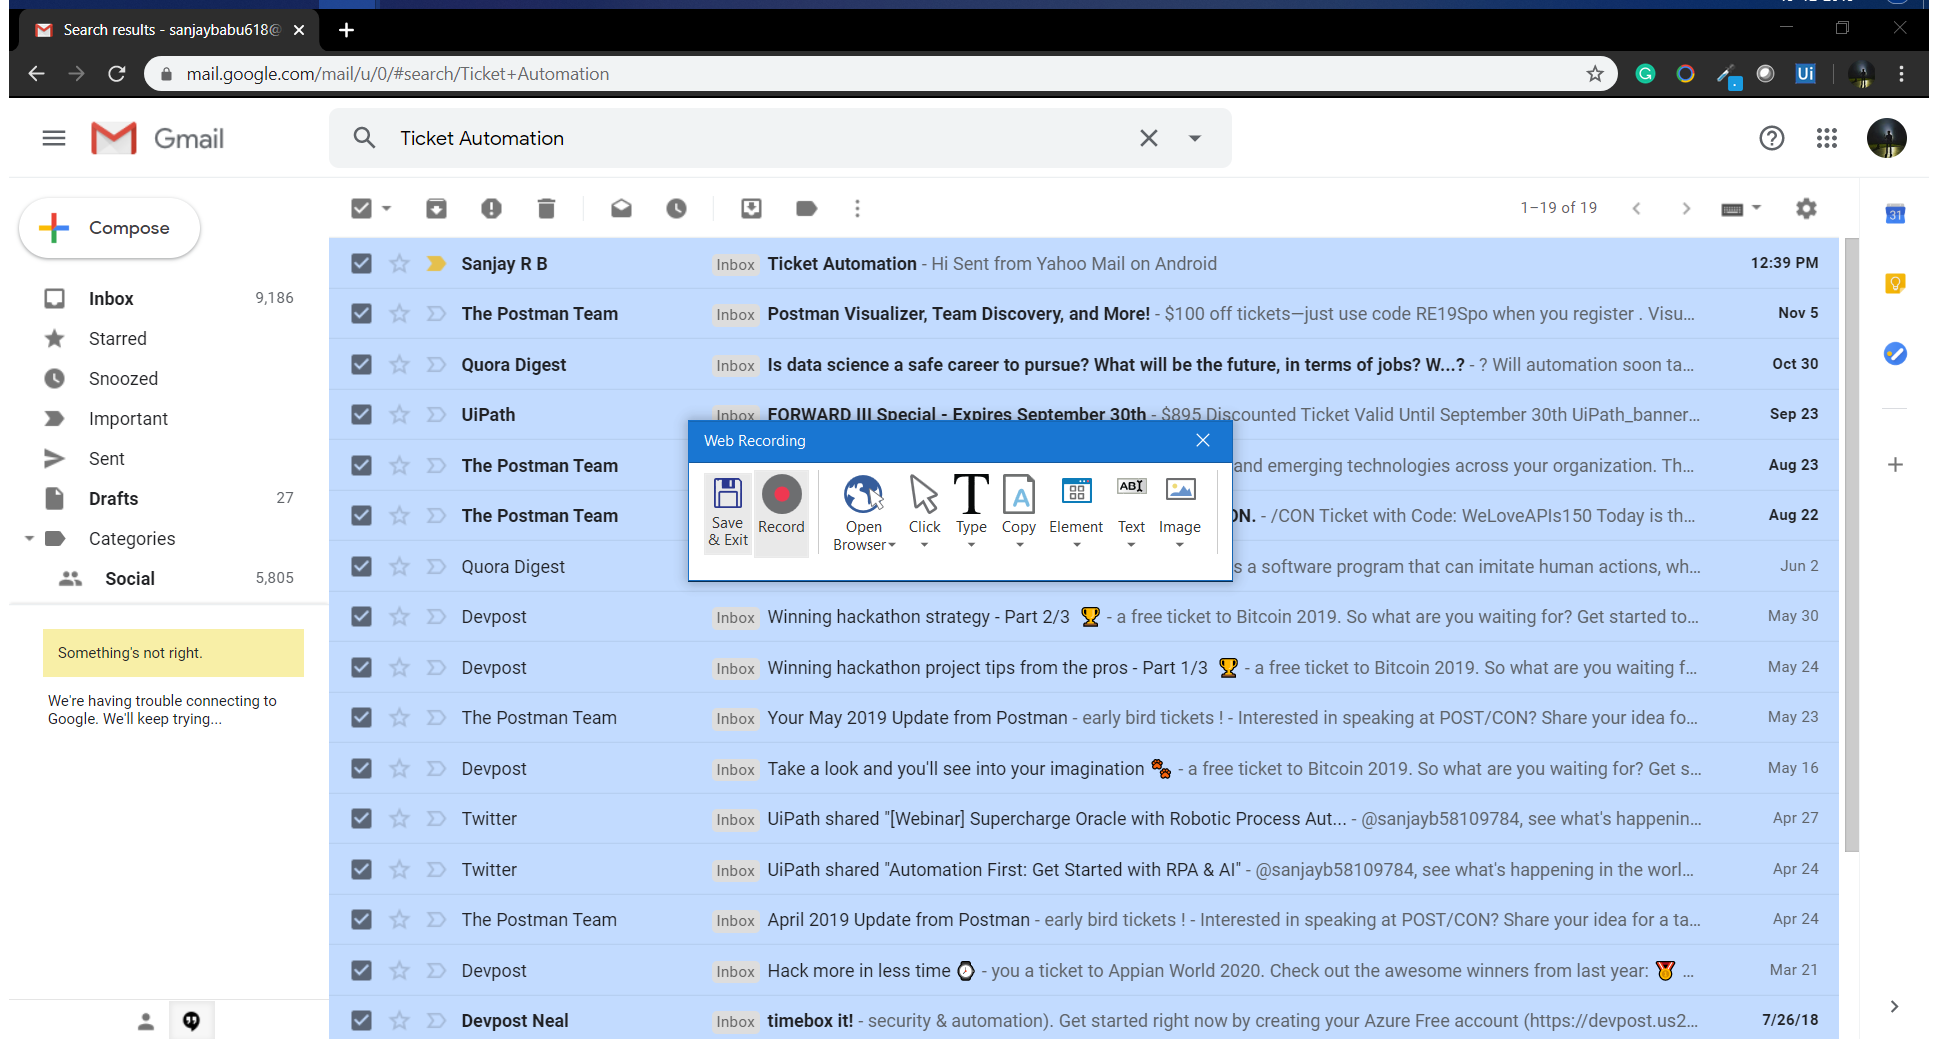 Search results - sanjaybabu618@
mail.google.com/mail/u/0/#search/Ticket+Automation
Ui
Gmail
Ticket Automation
Compose
1–19 of 19
31
Inbox 9,186
Starred
Snoozed
Important
Sent
Drafts 27
Categories
Social 5,805
Something's not right.
We're having trouble connecting to
Google. We'll keep trying...
Sanjay R B Inbox Ticket Automation - Hi Sent from Yahoo Mail on Android 12:39 PM
The Postman Team Inbox Postman Visualizer, Team Discovery, and More! - $100 off tickets—just use code RE19Spo when you register . Visu... Nov 5
Quora Digest Inbox Is data science a safe career to pursue? What will be the future, in terms of jobs? W...? - ? Will automation soon ta... Oct 30
UiPath Inbox FORWARD III Special - Expires September 30th - $895 Discounted Ticket Valid Until September 30th UiPath_banner... Sep 23
The Postman Team and emerging technologies across your organization. Th... Aug 23
The Postman Team ON. - /CON Ticket with Code: WeLoveAPIs150 Today is th... Aug 22
Quora Digest s a software program that can imitate human actions, wh... Jun 2
Web Recording
Save
& Exit
Record
Open
Browser
Click
Type
Copy
Element
Text
Image
T
A
AB
Devpost Inbox Winning hackathon strategy - Part 2/3 🏆 - a free ticket to Bitcoin 2019. So what are you waiting for? Get started to... May 30
Devpost Inbox Winning hackathon project tips from the pros - Part 1/3 🏆 - a free ticket to Bitcoin 2019. So what are you waiting f... May 24
The Postman Team Inbox Your May 2019 Update from Postman - early bird tickets ! - Interested in speaking at POST/CON? Share your idea fo... May 23
Devpost Inbox Take a look and you'll see into your imagination 🐾 - a free ticket to Bitcoin 2019. So what are you waiting for? Get s... May 16
Twitter Inbox UiPath shared "[Webinar] Supercharge Oracle with Robotic Process Aut... - @sanjayb58109784, see what's happenin... Apr 27
Twitter Inbox UiPath shared "Automation First: Get Started with RPA & AI" - @sanjayb58109784, see what's happening in the worl... Apr 24
The Postman Team Inbox April 2019 Update from Postman - early bird tickets ! - Interested in speaking at POST/CON? Share your idea for a ta... Apr 24
Devpost Inbox Hack more in less time ⌚ - you a ticket to Appian World 2020. Check out the awesome winners from last year: 🏅 ... Mar 21
Devpost Neal Inbox timebox it! - security & automation). Get started right now by creating your Azure Free account (https://devpost.us2... 7/26/18